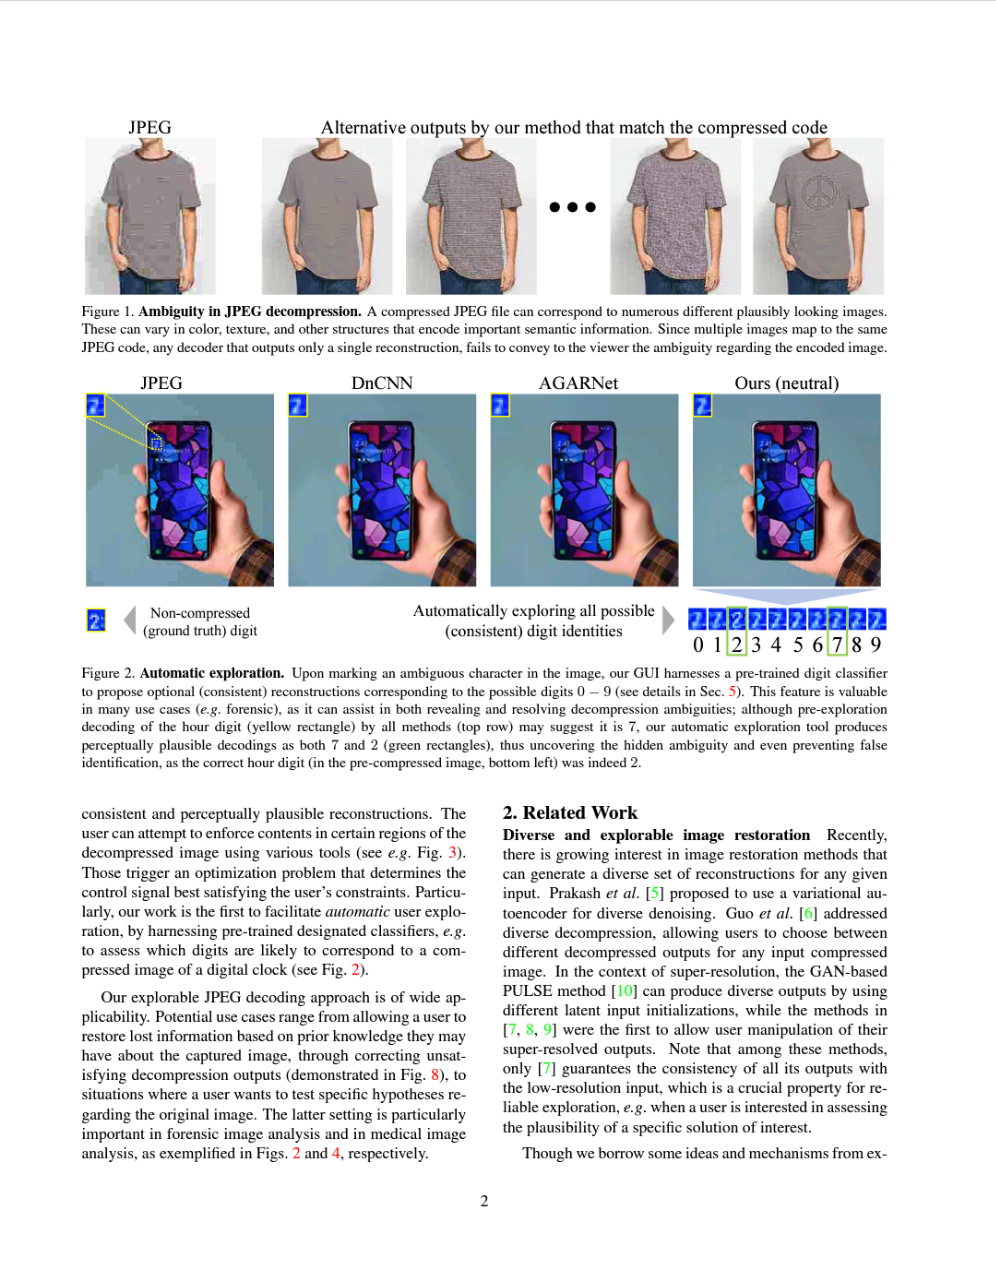 JPEG
Alternative outputs by our method that match the compressed code
Figure 1. Ambiguity in JPEG decompression. A compressed JPEG file can correspond to numerous different plausibly looking images.
These can vary in color, texture, and other structures that encode important semantic information. Since multiple images map to the same
JPEG code, any decoder that outputs only a single reconstruction, fails to convey to the viewer the ambiguity regarding the encoded image.
JPEG DnCNN AGARNet Ours (neutral)
Non-compressed
(ground truth) digit
Automatically exploring all possible
(consistent) digit identities
0 1 2 3 4 5 6 7 8 9
Figure 2. Automatic exploration. Upon marking an ambiguous character in the image, our GUI harnesses a pre-trained digit classifier
to propose optional (consistent) reconstructions corresponding to the possible digits 0 − 9 (see details in Sec. 5). This feature is valuable
in many use cases (e.g. forensic), as it can assist in both revealing and resolving decompression ambiguities; although pre-exploration
decoding of the hour digit (yellow rectangle) by all methods (top row) may suggest it is 7, our automatic exploration tool produces
perceptually plausible decodings as both 7 and 2 (green rectangles), thus uncovering the hidden ambiguity and even preventing false
identification, as the correct hour digit (in the pre-compressed image, bottom left) was indeed 2.
consistent and perceptually plausible reconstructions. The
user can attempt to enforce contents in certain regions of the
decompressed image using various tools (see e.g. Fig. 3).
Those trigger an optimization problem that determines the
control signal best satisfying the user's constraints. Particu-
larly, our work is the first to facilitate automatic user explo-
ration, by harnessing pre-trained designated classifiers, e.g.
to assess which digits are likely to correspond to a com-
pressed image of a digital clock (see Fig. 2).
Our explorable JPEG decoding approach is of wide ap-
plicability. Potential use cases range from allowing a user to
restore lost information based on prior knowledge they may
have about the captured image, through correcting unsat-
isfying decompression outputs (demonstrated in Fig. 8), to
situations where a user wants to test specific hypotheses re-
garding the original image. The latter setting is particularly
important in forensic image analysis and in medical image
analysis, as exemplified in Figs. 2 and 4, respectively.
2. Related Work
Diverse and explorable image restoration Recently,
there is growing interest in image restoration methods that
can generate a diverse set of reconstructions for any given
input. Prakash et al. [5] proposed to use a variational au-
toencoder for diverse denoising. Guo et al. [6] addressed
diverse decompression, allowing users to choose between
different decompressed outputs for any input compressed
image. In the context of super-resolution, the GAN-based
PULSE method [10] can produce diverse outputs by using
different latent input initializations, while the methods in
[7, 8, 9] were the first to allow user manipulation of their
super-resolved outputs. Note that among these methods,
only [7] guarantees the consistency of all its outputs with
the low-resolution input, which is a crucial property for re-
liable exploration, e.g. when a user is interested in assessing
the plausibility of a specific solution of interest.
Though we borrow some ideas and mechanisms from ex-
2